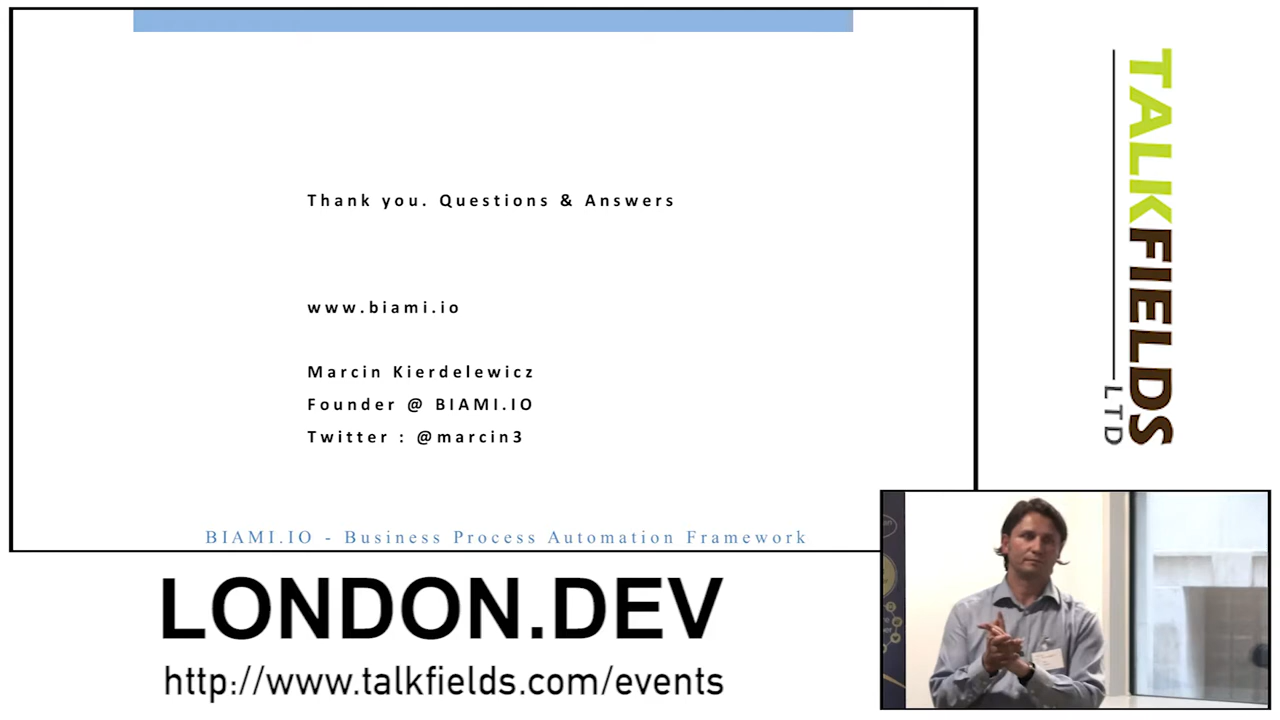 Thank you. Questions & Answers
www.biami.io
Marcin Kierdelewicz
Founder @ BIAMI.IO
Twitter : @marcin3
BIAMI.IO - Business Process Automation Framework
LONDON.DEV
http://www.talkfields.com/events
TALKFIELDS
LTD